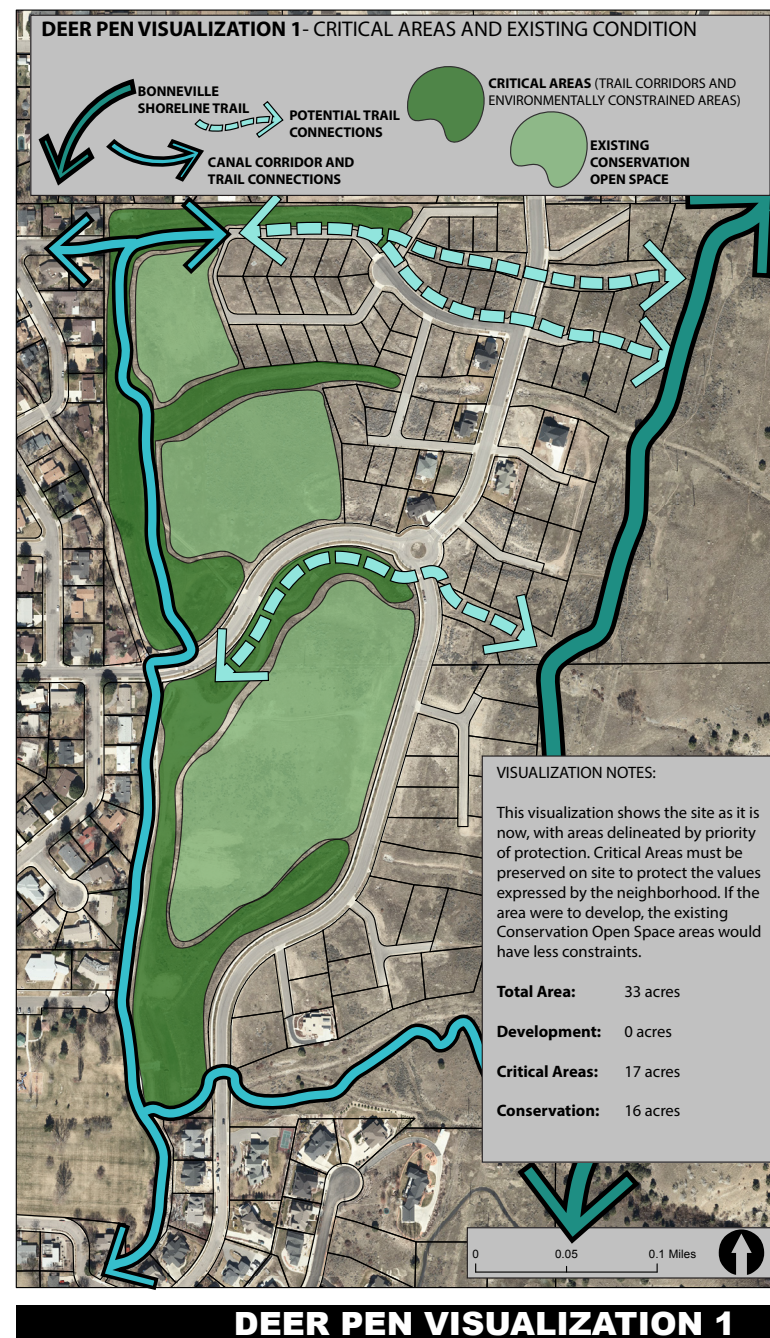 DEER PEN VISUALIZATION 1- CRITICAL AREAS AND EXISTING CONDITION
BONNEVILLE
SHORELINE TRAIL
POTENTIAL TRAIL
CONNECTIONS
CANAL CORRIDOR AND
TRAIL CONNECTIONS
CRITICAL AREAS (TRAIL CORRIDORS AND
ENVIRONMENTALLY CONSTRAINED AREAS)
EXISTING
CONSERVATION
OPEN SPACE
VISUALIZATION NOTES:
This visualization shows the site as it is
now, with areas delineated by priority
of protection. Critical Areas must be
preserved on site to protect the values
expressed by the neighborhood. If the
area were to develop, the existing
Conservation Open Space areas would
have less constraints.
Total Area: 33 acres
Development: 0 acres
Critical Areas: 17 acres
Conservation: 16 acres
0 0.05 0.1 Miles
DEER PEN VISUALIZATION 1